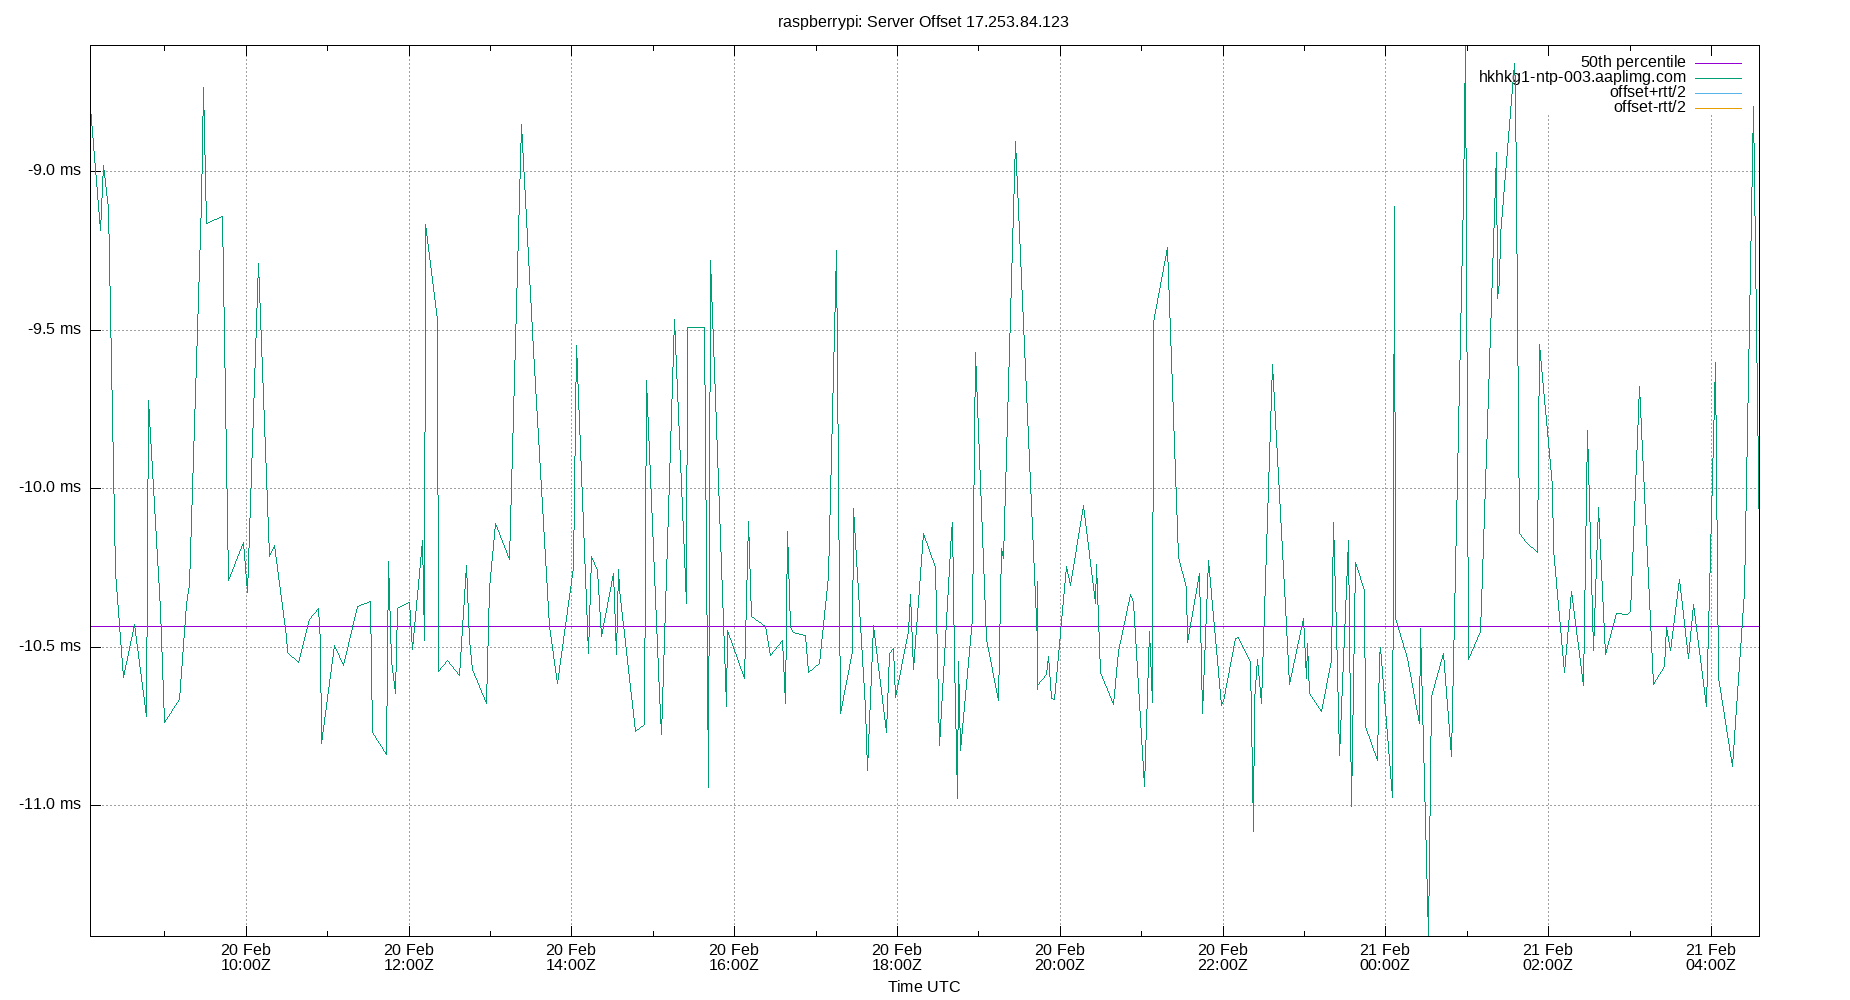 raspberrypi: Server Offset 17.253.84.123
50th percentile
hkhkg1-ntp-003.aaplimg.com
offset+rtt/2
offset-rtt/2
-9.0 ms
-9.5 ms
-10.0 ms
-10.5 ms
-11.0 ms
20 Feb 20 Feb 20 Feb 20 Feb 20 Feb 20 Feb 20 Feb 21 Feb 21 Feb 21 Feb
10:00Z 12:00Z 14:00Z 16:00Z 18:00Z 20:00Z 22:00Z 00:00Z 02:00Z 04:00Z
Time UTC